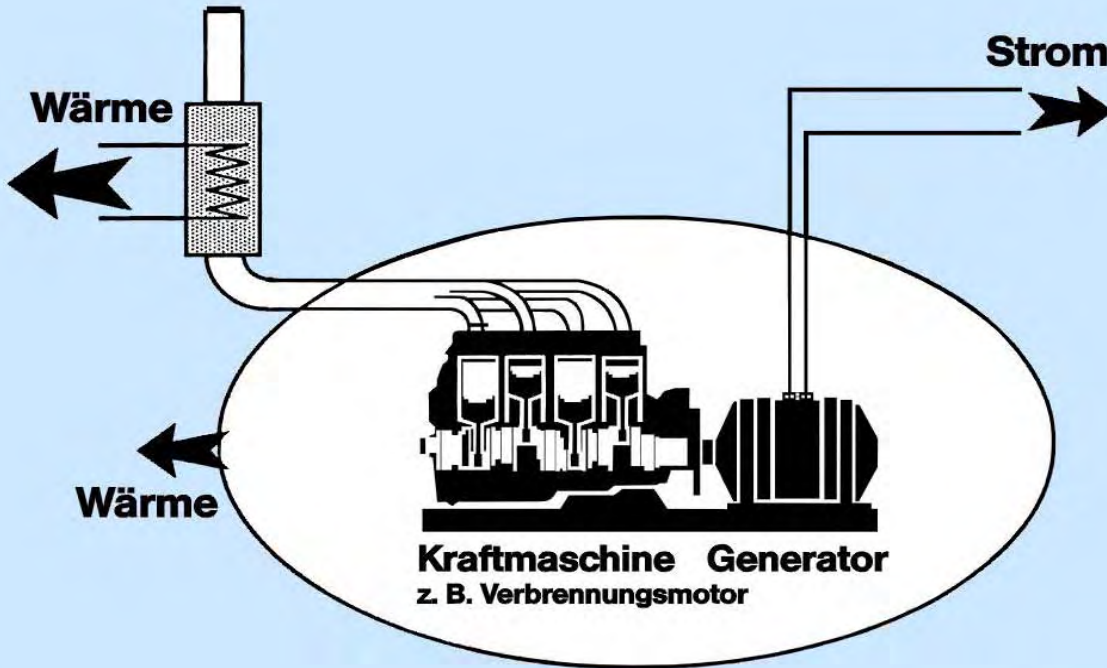 Strom
Wärme
Wärme
Kraftmaschine Generator
z. B. Verbrennungsmotor